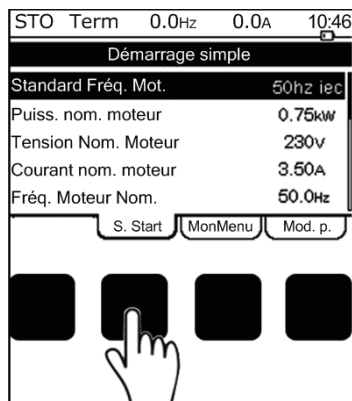 STO Term 0.0Hz 0.0A 10:46
Démarrage simple
Standard Fréq. Mot. 50hz iec
Puiss. nom. moteur 0.75kW
Tension Nom. Moteur 230V
Courant nom. moteur 3.50A
Fréq. Moteur Nom. 50.0Hz
S. Start MonMenu Mod. p.